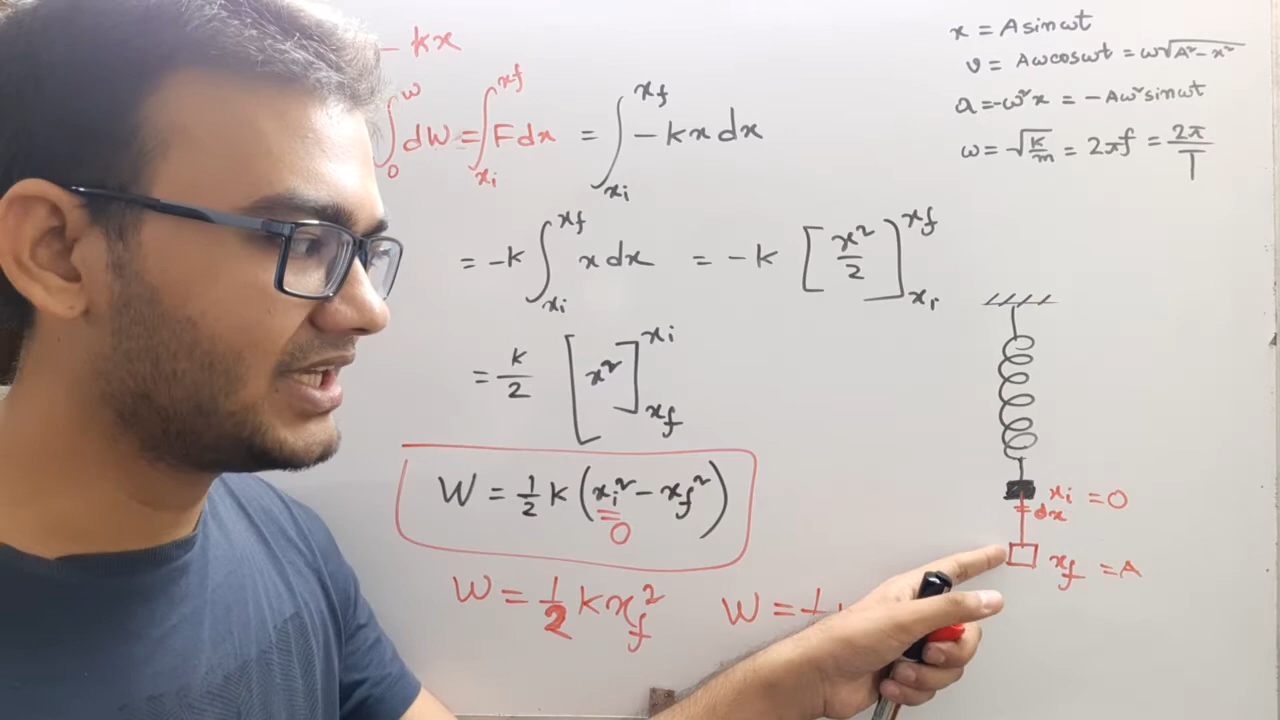 - kx
∫₀^W dW = ∫_{xi}^{xf} F dx = ∫_{xi}^{xf} - kx dx
= -k ∫_{xi}^{xf} x dx = - k [x²/2]_{xi}^{xf}
= k/2 [x²]_{xf}^{xi}
W = 1/2 k (xi² - xf²)
0
W = 1/2 k xf² W =
x = A sin ωt
v = Aω cos ωt = ω√(A² - x²)
a = -ω²x = - Aω² sin ωt
ω = √(k/m) = 2πf = 2π/T
xi = 0
dx
xf = A